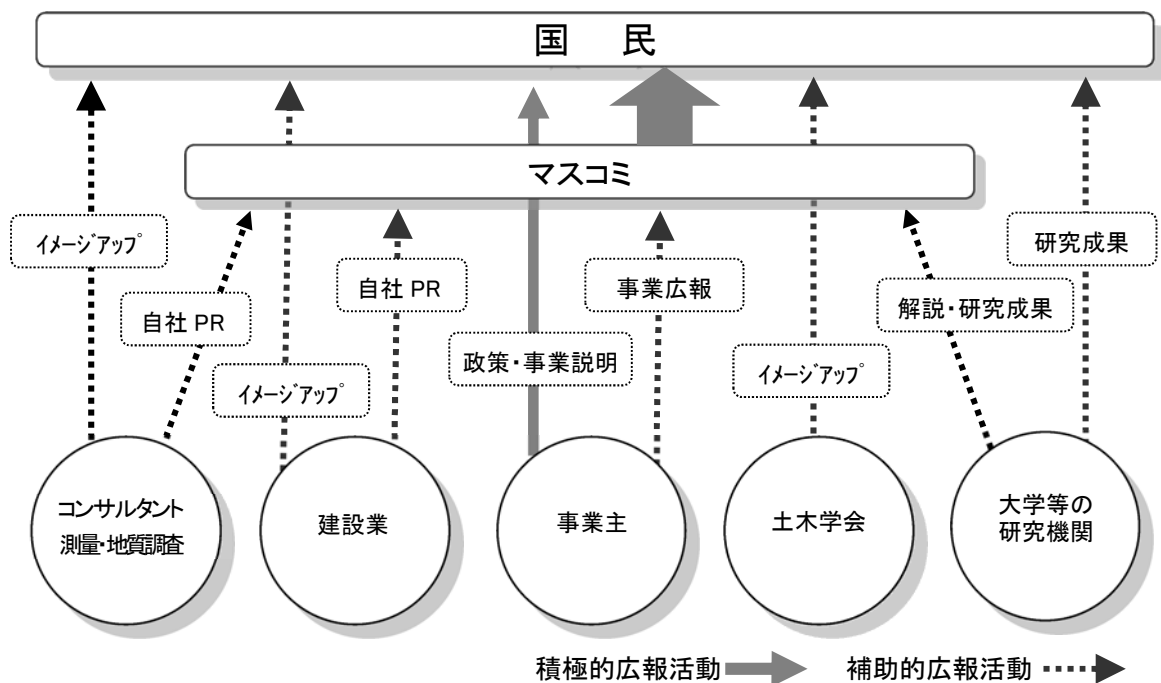 国 民
マスコミ
イメージアップ
研究成果
自社 PR
事業広報
解説・研究成果
自社 PR
政策・事業説明
イメージアップ
イメージアップ
コンサルタント
測量・地質調査
建設業
事業主
土木学会
大学等の
研究機関
積極的広報活動
補助的広報活動